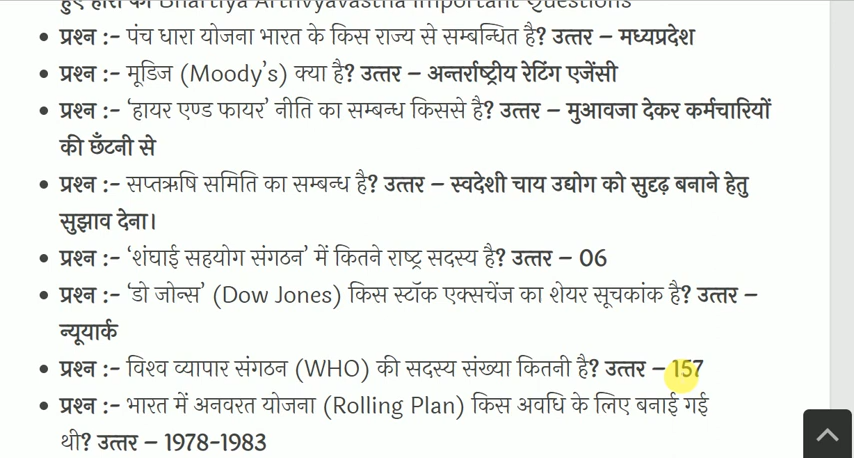 हुए हारी की Bhartiya Arthvyavastha Important Questions
• प्रश्न :- पंच धारा योजना भारत के किस राज्य से सम्बन्धित है? उत्तर – मध्यप्रदेश
• प्रश्न :- मूडिज (Moody's) क्या है? उत्तर – अन्तर्राष्ट्रीय रेटिंग एजेंसी
• प्रश्न :- 'हायर एण्ड फायर' नीति का सम्बन्ध किससे है? उत्तर – मुआवजा देकर कर्मचारियों
की छँटनी से
• प्रश्न :- सप्तऋषि समिति का सम्बन्ध है? उत्तर – स्वदेशी चाय उद्योग को सुदृढ़ बनाने हेतु
सुझाव देना।
• प्रश्न :- 'शंघाई सहयोग संगठन' में कितने राष्ट्र सदस्य है? उत्तर – 06
• प्रश्न :- 'डो जोन्स' (Dow Jones) किस स्टॉक एक्सचेंज का शेयर सूचकांक है? उत्तर –
न्यूयार्क
• प्रश्न :- विश्व व्यापार संगठन (WHO) की सदस्य संख्या कितनी है? उत्तर – 157
• प्रश्न :- भारत में अनवरत योजना (Rolling Plan) किस अवधि के लिए बनाई गई
थी? उत्तर – 1978-1983